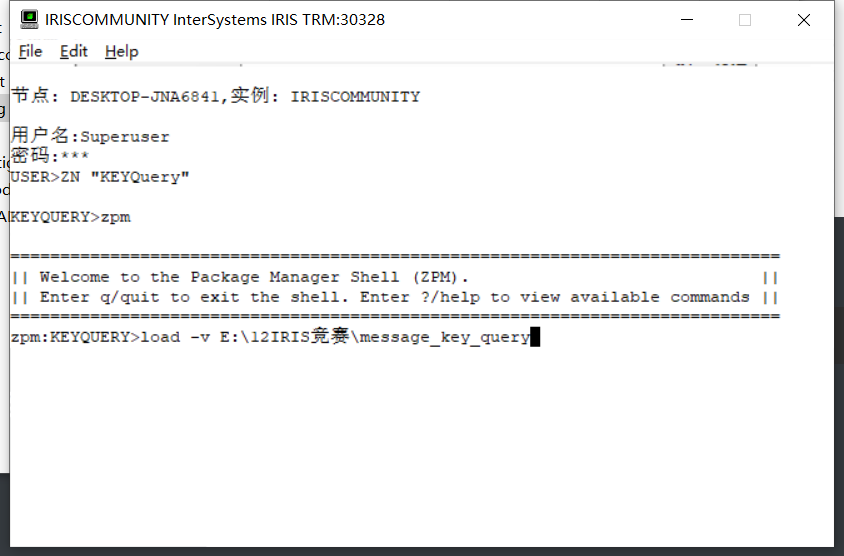 IRISCOMMUNITY InterSystems IRIS TRM:30328
File Edit Help
节点: DESKTOP-JNA6841,实例: IRISCOMMUNITY
用户名:Superuser
密码:***
USER>ZN "KEYQuery"
KEYQUERY>zpm
=============================================================================
|| Welcome to the Package Manager Shell (ZPM). ||
|| Enter q/quit to exit the shell. Enter ?/help to view available commands ||
=============================================================================
zpm:KEYQUERY>load -v E:\12IRIS竞赛\message_key_query